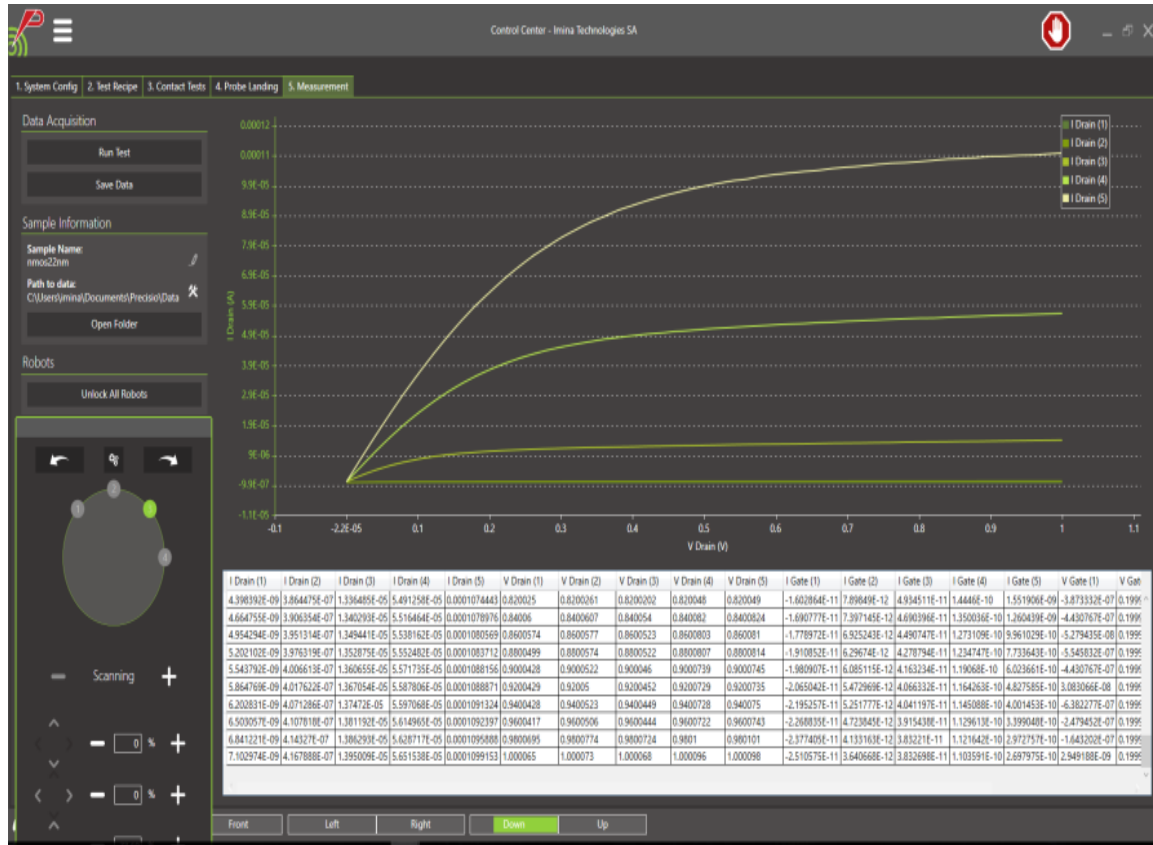 Control Center - Imina Technologies SA
1. System Config 2. Test Recipe 3. Contact Tests 4. Probe Landing 5. Measurement
Data Acquisition
Run Test
Save Data
Sample Information
Sample Name:
nmos22nm
Path to data:
C:\Users\imina\Documents\Precisio\Data
Open Folder
Robots
Unlock All Robots
1
2
4
Scanning
0 %
0 %
I Drain (A)
0.00012
0.00011
9.9E-05
8.9E-05
7.9E-05
6.9E-05
5.9E-05
4.9E-05
3.9E-05
2.9E-05
1.9E-05
9E-06
-9.9E-07
-1.1E-05
-0.1 -2.2E-05 0.1 0.2 0.3 0.4 0.5 0.6 0.7 0.8 0.9 1 1.1
V Drain (V)
I Drain (1)
I Drain (2)
I Drain (3)
I Drain (4)
I Drain (5)
I Drain (1) I Drain (2) I Drain (3) I Drain (4) I Drain (5) V Drain (1) V Drain (2) V Drain (3) V Drain (4) V Drain (5) I Gate (1) I Gate (2) I Gate (3) I Gate (4) I Gate (5) V Gate (1) V Gat
4.398392E-09 3.864475E-07 1.336485E-05 5.491258E-05 0.0001074443 0.820025 0.8200261 0.8200202 0.820048 0.820049 -1.602864E-11 7.89849E-12 4.934511E-11 1.4446E-10 1.551906E-09 -3.873332E-07 0.1999
4.664755E-09 3.906354E-07 1.340293E-05 5.516464E-05 0.0001078976 0.84006 0.8400607 0.840054 0.840082 0.8400824 -1.690777E-11 7.397145E-12 4.690396E-11 1.350036E-10 1.260439E-09 -4.430767E-07 0.1999
4.954294E-09 3.951314E-07 1.349441E-05 5.538162E-05 0.0001080569 0.8600574 0.8600577 0.8600523 0.8600803 0.860081 -1.778972E-11 6.925243E-12 4.490747E-11 1.273109E-10 9.961029E-10 -5.279435E-08 0.1999
5.202102E-09 3.976319E-07 1.352875E-05 5.552482E-05 0.0001083712 0.8800499 0.8800574 0.8800522 0.8800807 0.8800814 -1.910852E-11 6.29674E-12 4.278794E-11 1.234747E-10 7.733643E-10 -5.545832E-07 0.1999
5.543792E-09 4.006613E-07 1.360655E-05 5.571735E-05 0.0001088156 0.9000428 0.9000522 0.900046 0.9000739 0.9000745 -1.980907E-11 6.085115E-12 4.163234E-11 1.19068E-10 6.023661E-10 -4.430767E-07 0.1999
5.864769E-09 4.017622E-07 1.367054E-05 5.587806E-05 0.0001088871 0.9200429 0.92005 0.9200452 0.9200729 0.9200735 -2.065042E-11 5.472969E-12 4.066332E-11 1.164263E-10 4.827585E-10 3.083066E-08 0.1999
6.202831E-09 4.071286E-07 1.37472E-05 5.597068E-05 0.0001091324 0.9400428 0.9400523 0.9400449 0.9400728 0.940075 -2.195257E-11 5.251777E-12 4.041197E-11 1.145088E-10 4.001453E-10 -6.382277E-07 0.1999
6.503057E-09 4.107818E-07 1.381192E-05 5.614965E-05 0.0001092397 0.9600417 0.9600506 0.9600444 0.9600722 0.9600743 -2.268835E-11 4.723845E-12 3.915438E-11 1.129613E-10 3.399048E-10 -2.479452E-07 0.1999
6.841221E-09 4.14327E-07 1.386293E-05 5.628717E-05 0.0001095888 0.9800695 0.9800774 0.9800724 0.9801 0.980101 -2.377405E-11 4.133163E-12 3.83221E-11 1.121642E-10 2.972757E-10 -1.643202E-07 0.1999
7.102974E-09 4.167888E-07 1.395009E-05 5.651538E-05 0.0001099153 1.000065 1.000073 1.000068 1.000096 1.000098 -2.510575E-11 3.640668E-12 3.832698E-11 1.103591E-10 2.697975E-10 2.949188E-09 0.1999
Front Left Right Down Up